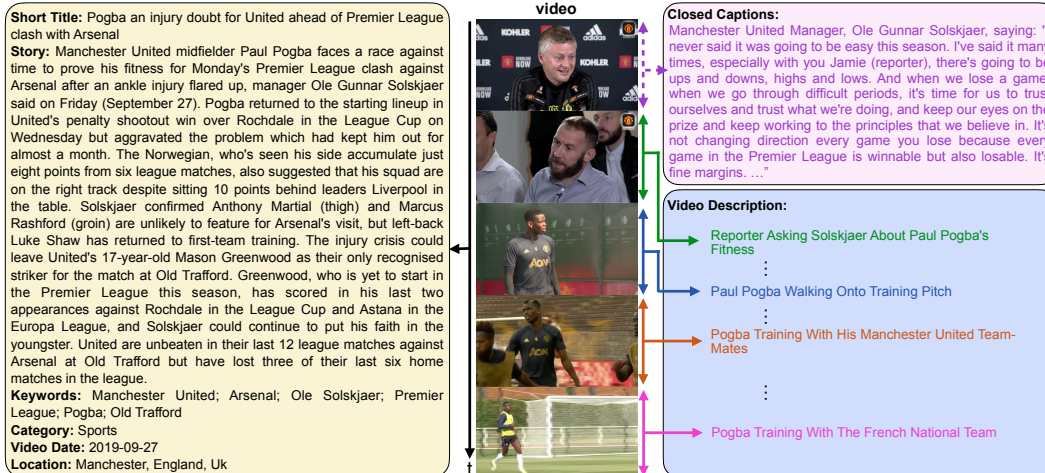 Short Title: Pogba an injury doubt for United ahead of Premier League
clash with Arsenal
Story: Manchester United midfielder Paul Pogba faces a race against
time to prove his fitness for Monday's Premier League clash against
Arsenal after an ankle injury flared up, manager Ole Gunnar Solskjaer
said on Friday (September 27). Pogba returned to the starting lineup in
United's penalty shootout win over Rochdale in the League Cup on
Wednesday but aggravated the problem which had kept him out for
almost a month. The Norwegian, who's seen his side accumulate just
eight points from six league matches, also suggested that his squad are
on the right track despite sitting 10 points behind leaders Liverpool in
the table. Solskjaer confirmed Anthony Martial (thigh) and Marcus
Rashford (groin) are unlikely to feature for Arsenal's visit, but left-back
Luke Shaw has returned to first-team training. The injury crisis could
leave United's 17-year-old Mason Greenwood as their only recognised
striker for the match at Old Trafford. Greenwood, who is yet to start in
the Premier League this season, has scored in his last two
appearances against Rochdale in the League Cup and Astana in the
Europa League, and Solskjaer could continue to put his faith in the
youngster. United are unbeaten in their last 12 league matches against
Arsenal at Old Trafford but have lost three of their last six home
matches in the league.
Keywords: Manchester United; Arsenal; Ole Solskjaer; Premier
League; Pogba; Old Trafford
Category: Sports
Video Date: 2019-09-27
Location: Manchester, England, Uk
video
KOHLER
adidas
KOHLER
adidas
AON
AON
t
Closed Captions:
Manchester United Manager, Ole Gunnar Solskjaer, saying: "I
never said it was going to be easy this season. I've said it many
times, especially with you Jamie (reporter), there's going to be
ups and downs, highs and lows. And when we lose a game,
when we go through difficult periods, it's time for us to trust
ourselves and trust what we're doing, and keep our eyes on the
prize and keep working to the principles that we believe in. It's
not changing direction every game you lose because every
game in the Premier League is winnable but also losable. It's
fine margins. …"
Video Description:
Reporter Asking Solskjaer About Paul Pogba's
Fitness
Paul Pogba Walking Onto Training Pitch
Pogba Training With His Manchester United Team-
Mates
Pogba Training With The French National Team